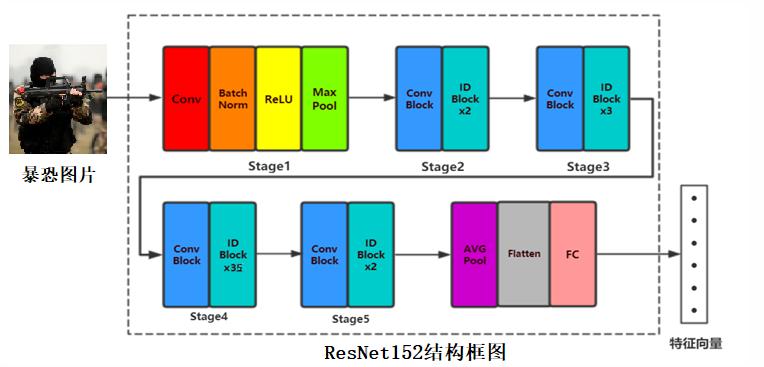 Conv
Batch
Norm
ReLU
Max
Pool
Stage1
Conv
Block
ID
Block
x2
Stage2
Conv
Block
ID
Block
x3
Stage3
暴恐图片
Conv
Block
ID
Block
x35
Stage4
Conv
Block
ID
Block
x2
Stage5
AVG
Pool
Flatten
FC
特征向量
ResNet152结构框图